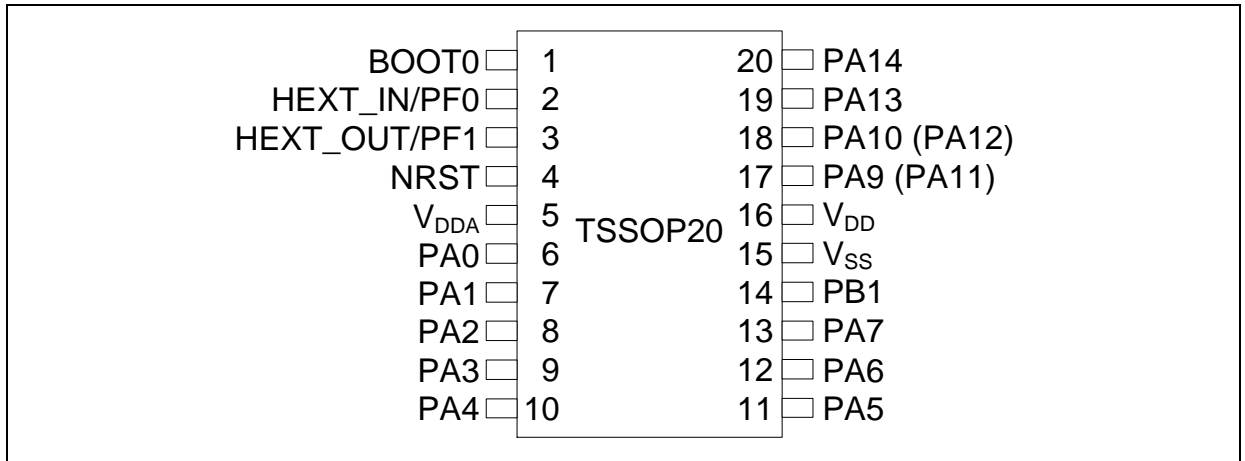 BOOT0 1 20 PA14
HEXT_IN/PF0 2 19 PA13
HEXT_OUT/PF1 3 18 PA10 (PA12)
NRST 4 17 PA9 (PA11)
VDDA 5 16 VDD
TSSOP20
PA0 6 15 VSS
PA1 7 14 PB1
PA2 8 13 PA7
PA3 9 12 PA6
PA4 10 11 PA5